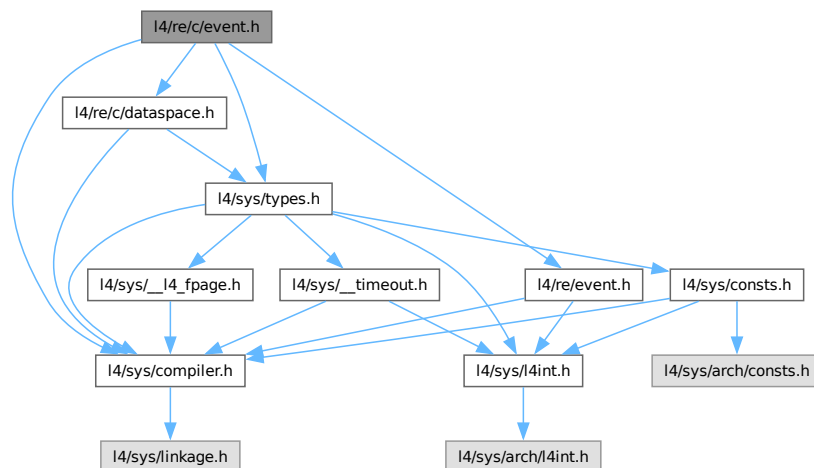 l4/re/c/event.h
l4/re/c/dataspace.h
l4/sys/types.h
l4/sys/__l4_fpage.h
l4/sys/__timeout.h
l4/re/event.h
l4/sys/consts.h
l4/sys/compiler.h
l4/sys/l4int.h
l4/sys/arch/consts.h
l4/sys/linkage.h
l4/sys/arch/l4int.h